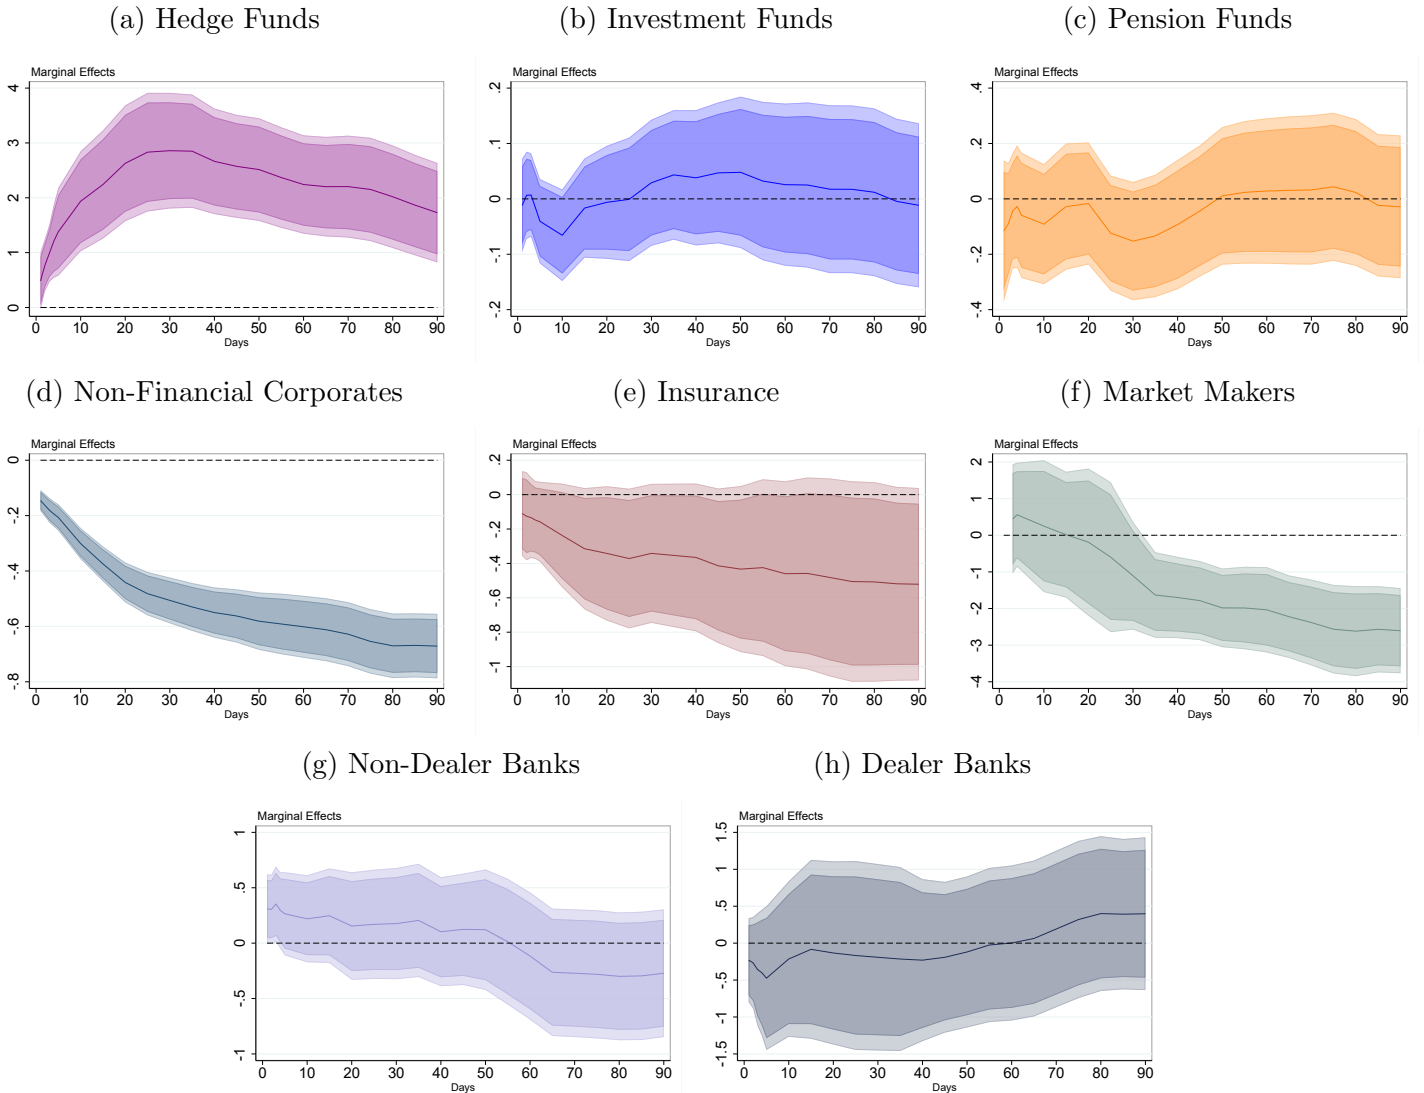 (a) Hedge Funds
Marginal Effects
4
3
2
1
0
0 10 20 30 40 50 60 70 80 90
Days
(b) Investment Funds
Marginal Effects
.2
.1
0
-.1
-.2
0 10 20 30 40 50 60 70 80 90
Days
(c) Pension Funds
Marginal Effects
.4
.2
0
-.2
-.4
0 10 20 30 40 50 60 70 80 90
Days
(d) Non-Financial Corporates
Marginal Effects
0
-.2
-.4
-.6
-.8
0 10 20 30 40 50 60 70 80 90
Days
(e) Insurance
Marginal Effects
.2
0
-.2
-.4
-.6
-.8
-1
0 10 20 30 40 50 60 70 80 90
Days
(f) Market Makers
Marginal Effects
2
1
0
-1
-2
-3
-4
0 10 20 30 40 50 60 70 80 90
Days
(g) Non-Dealer Banks
Marginal Effects
1
.5
0
-.5
-1
0 10 20 30 40 50 60 70 80 90
Days
(h) Dealer Banks
Marginal Effects
1.5
1
.5
0
-.5
-1
-1.5
0 10 20 30 40 50 60 70 80 90
Days